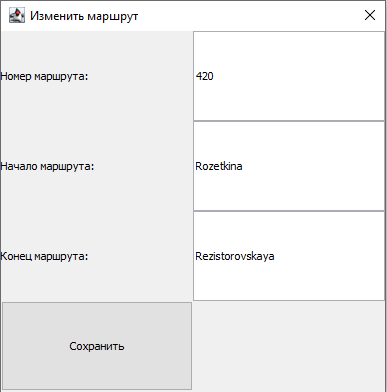 Изменить маршрут
Номер маршрута: 420
Начало маршрута: Rozetkina
Конец маршрута: Rezistorovskaya
Сохранить